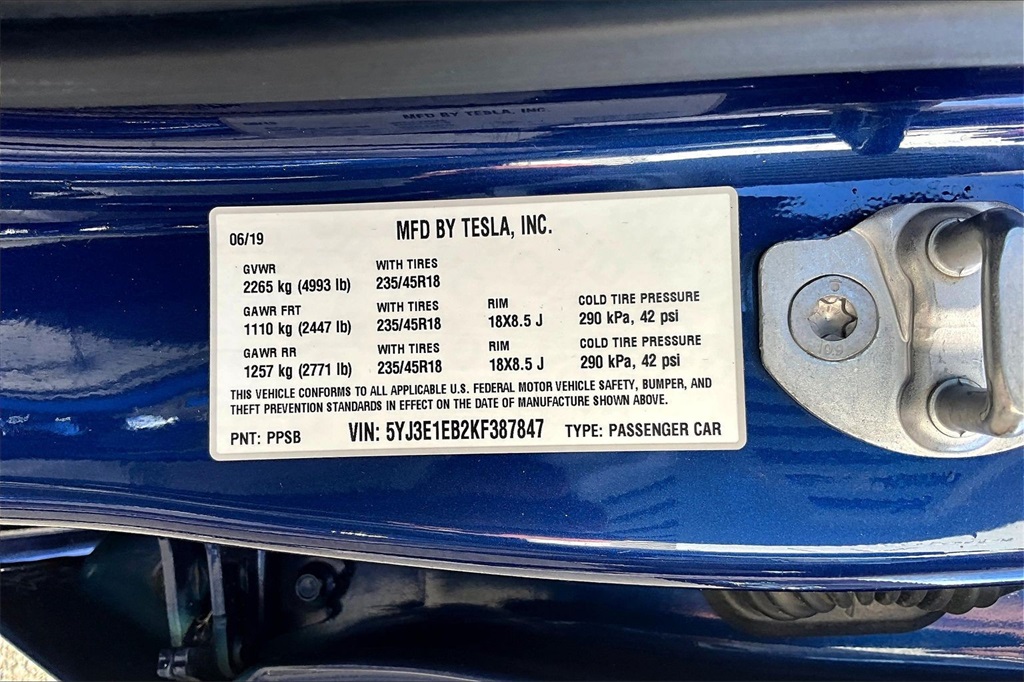 MFD BY TESLA, INC.
06/19 MFD BY TESLA, INC.
GVWR WITH TIRES
2265 kg (4993 lb) 235/45R18
GAWR FRT WITH TIRES RIM COLD TIRE PRESSURE
1110 kg (2447 lb) 235/45R18 18X8.5 J 290 kPa, 42 psi
GAWR RR WITH TIRES RIM COLD TIRE PRESSURE
1257 kg (2771 lb) 235/45R18 18X8.5 J 290 kPa, 42 psi
THIS VEHICLE CONFORMS TO ALL APPLICABLE U.S. FEDERAL MOTOR VEHICLE SAFETY, BUMPER, AND
THEFT PREVENTION STANDARDS IN EFFECT ON THE DATE OF MANUFACTURE SHOWN ABOVE.
PNT: PPSB VIN: 5YJ3E1EB2KF387847 TYPE: PASSENGER CAR